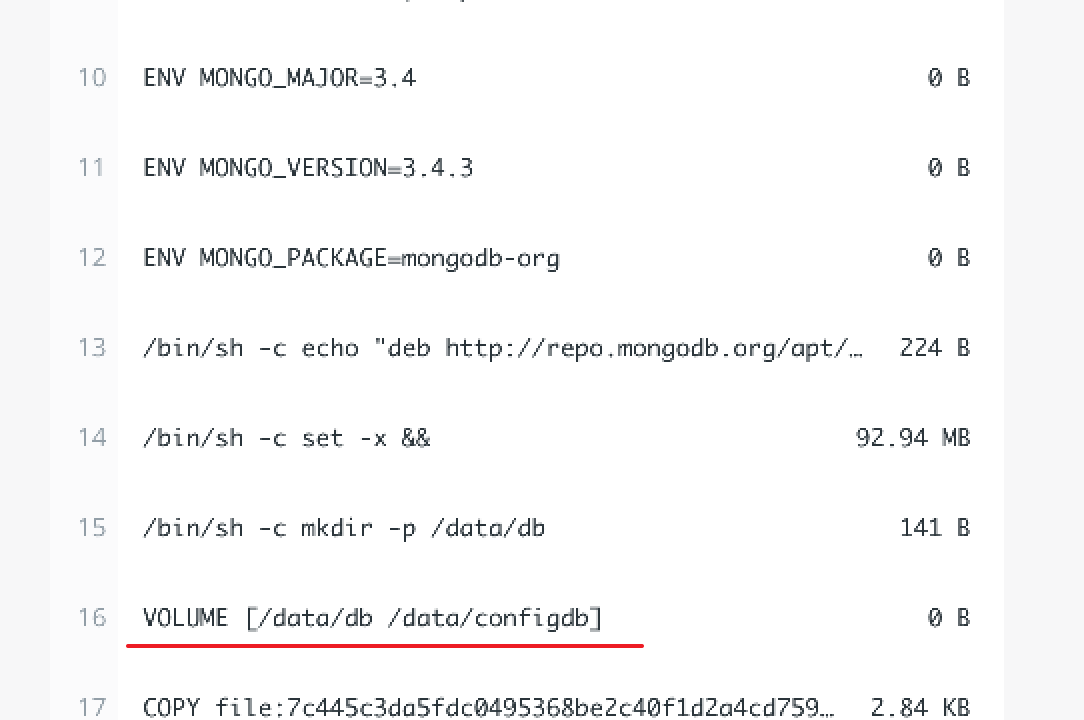 10 ENV MONGO_MAJOR=3.4 0 B
11 ENV MONGO_VERSION=3.4.3 0 B
12 ENV MONGO_PACKAGE=mongodb-org 0 B
13 /bin/sh -c echo "deb http://repo.mongodb.org/apt/… 224 B
14 /bin/sh -c set -x && 92.94 MB
15 /bin/sh -c mkdir -p /data/db 141 B
16 VOLUME [/data/db /data/configdb] 0 B
17 COPY file:7c445c3da5fdc0495368be2c40f1d2a4cd759… 2.84 KB